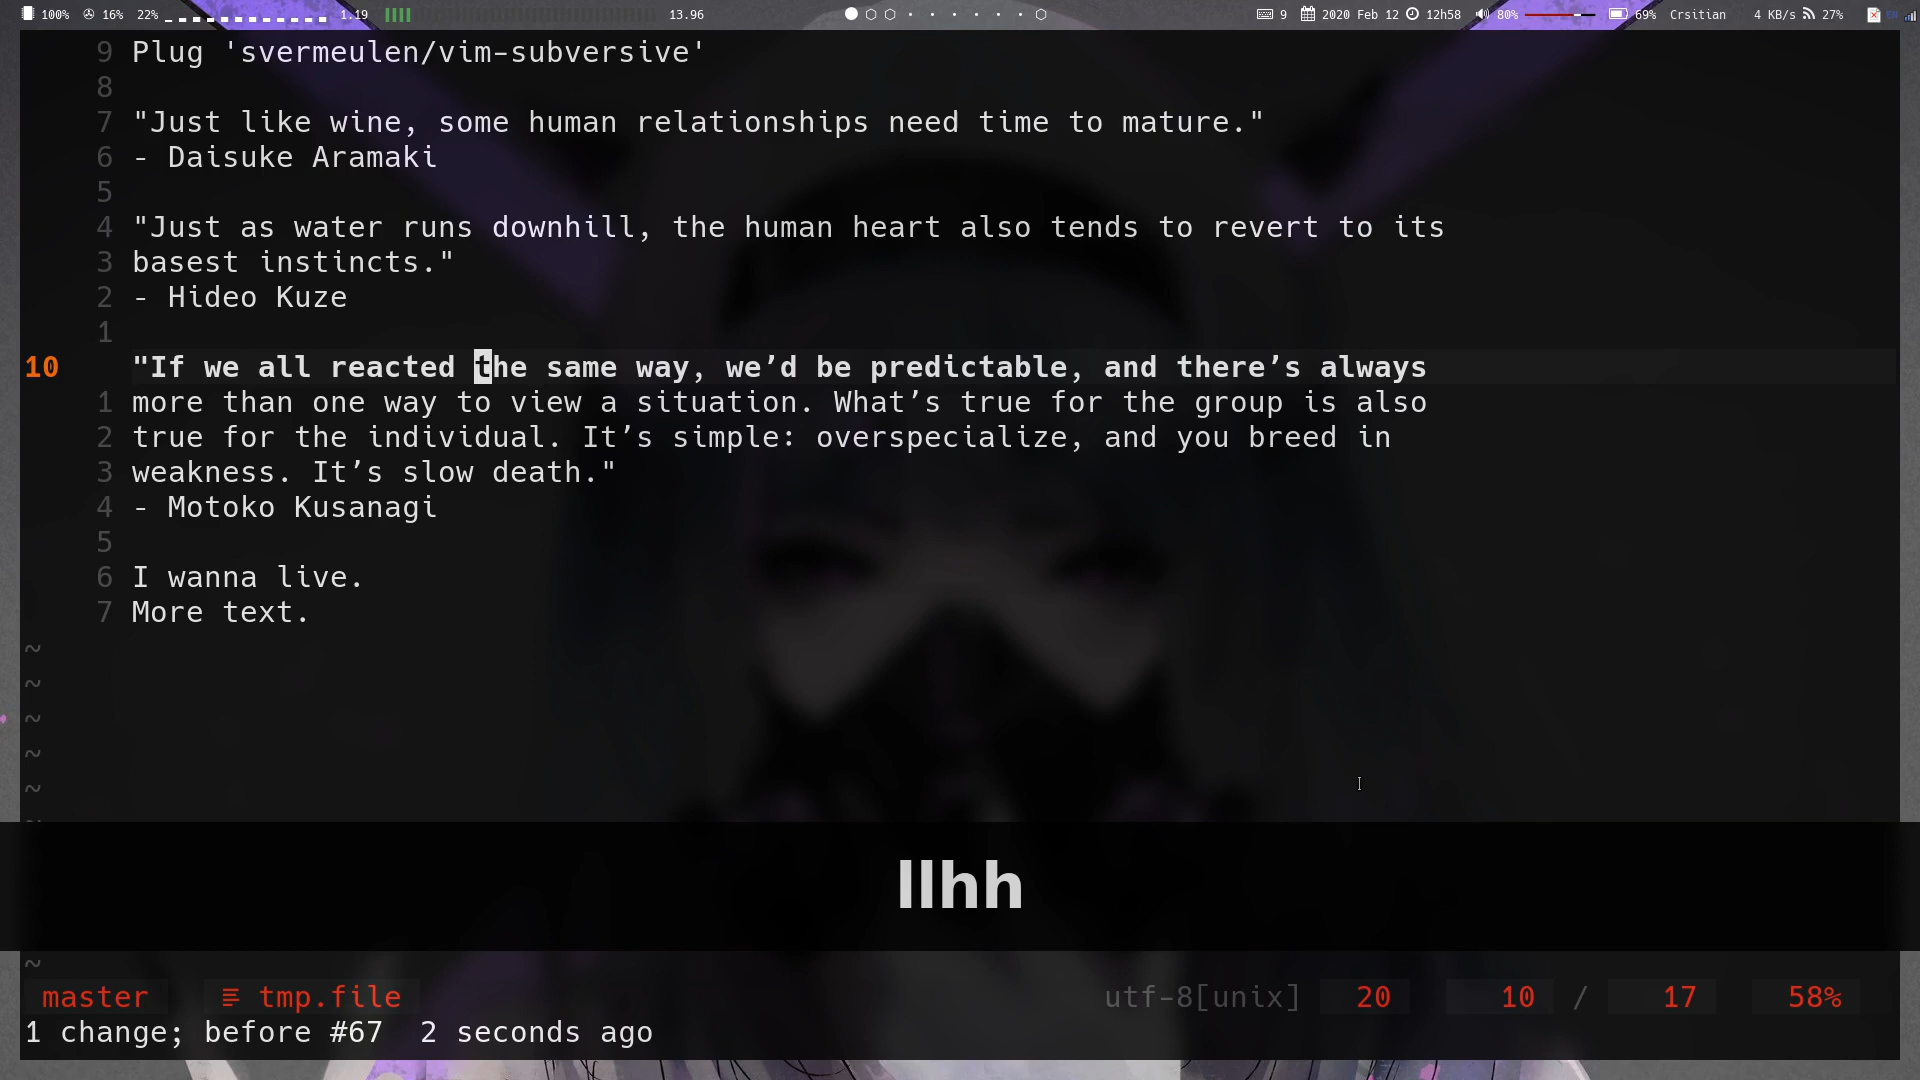 100% 16% 22% 1.19 13.96 9 2020 Feb 12 12h58 80% 69% Crsitian 4 KB/s 27% EN
9 Plug 'svermeulen/vim-subversive'
8
7 "Just like wine, some human relationships need time to mature."
6 - Daisuke Aramaki
5
4 "Just as water runs downhill, the human heart also tends to revert to its
3 basest instincts."
2 - Hideo Kuze
1
10 "If we all reacted the same way, we’d be predictable, and there’s always
1 more than one way to view a situation. What’s true for the group is also
2 true for the individual. It’s simple: overspecialize, and you breed in
3 weakness. It’s slow death."
4 - Motoko Kusanagi
5
6 I wanna live.
7 More text.
~
~
~
~
~
llhh
~
master ≡ tmp.file utf-8[unix] 20 10 / 17 58%
1 change; before #67 2 seconds ago